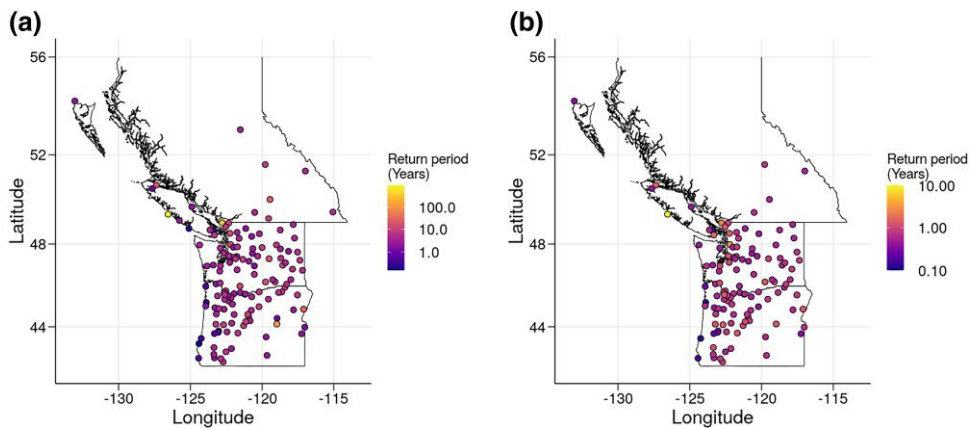 (a)
56
52
48
44
Latitude
-130
-125
-120
-115
Longitude
Return period
(Years)
100.0
10.0
1.0
(b)
56
52
48
44
Latitude
-130
-125
-120
-115
Longitude
Return period
(Years)
10.00
1.00
0.10